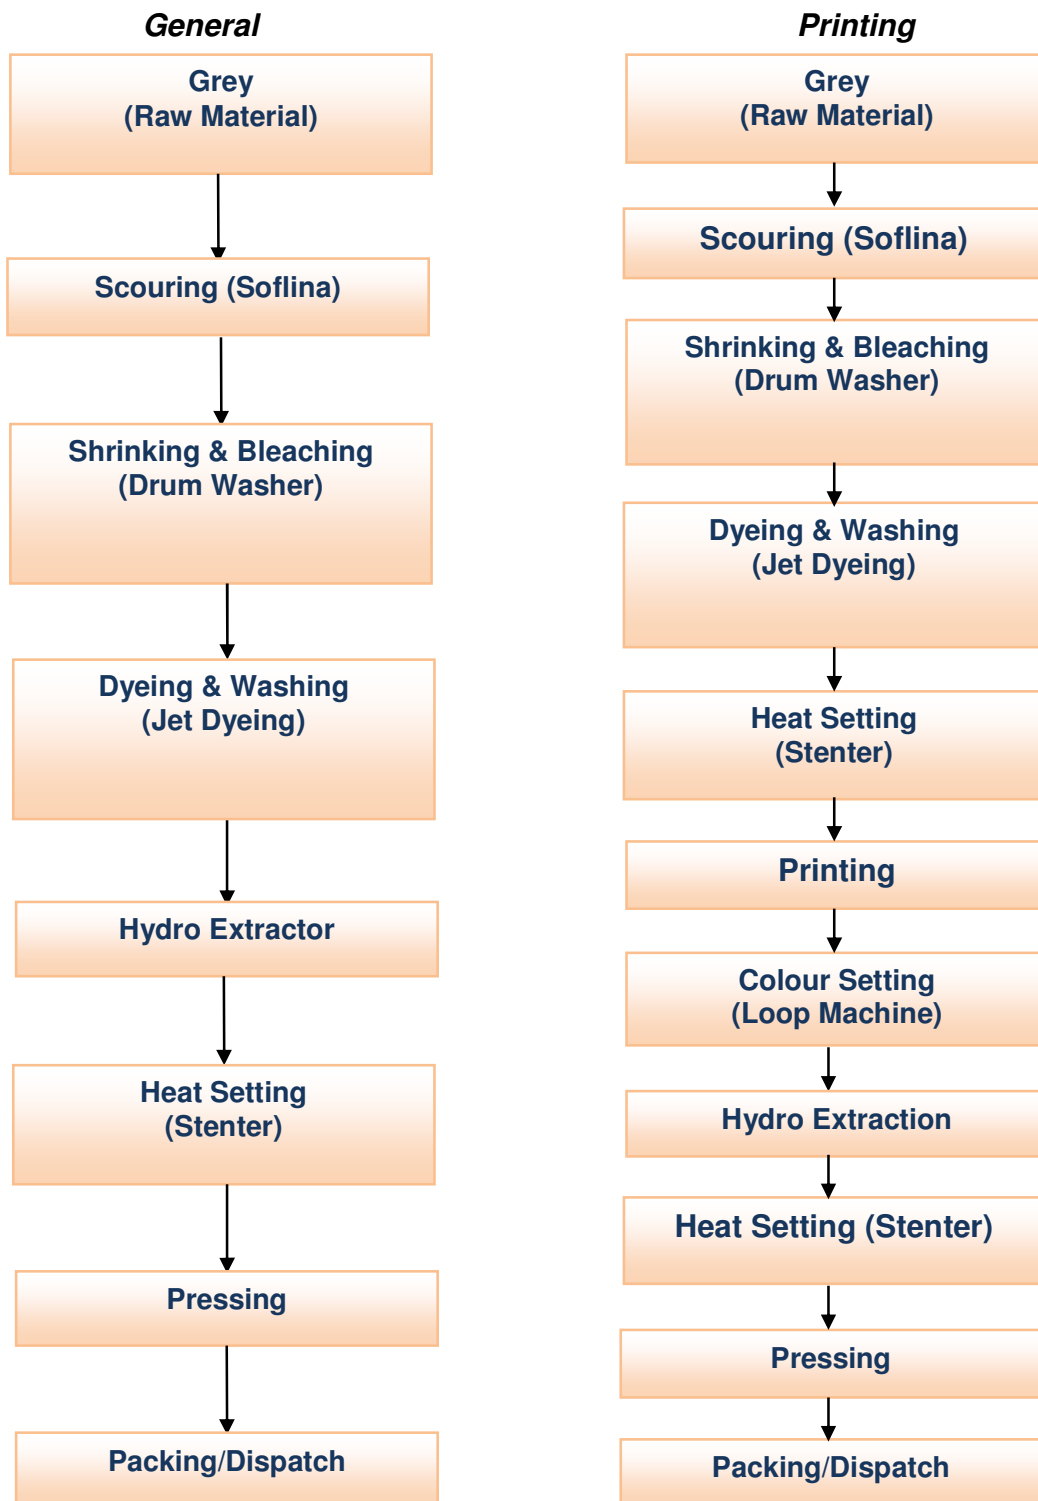 General
Grey
(Raw Material)
Scouring (Soflina)
Shrinking & Bleaching
(Drum Washer)
Dyeing & Washing
(Jet Dyeing)
Hydro Extractor
Heat Setting
(Stenter)
Pressing
Packing/Dispatch
Printing
Grey
(Raw Material)
Scouring (Soflina)
Shrinking & Bleaching
(Drum Washer)
Dyeing & Washing
(Jet Dyeing)
Heat Setting
(Stenter)
Printing
Colour Setting
(Loop Machine)
Hydro Extraction
Heat Setting (Stenter)
Pressing
Packing/Dispatch